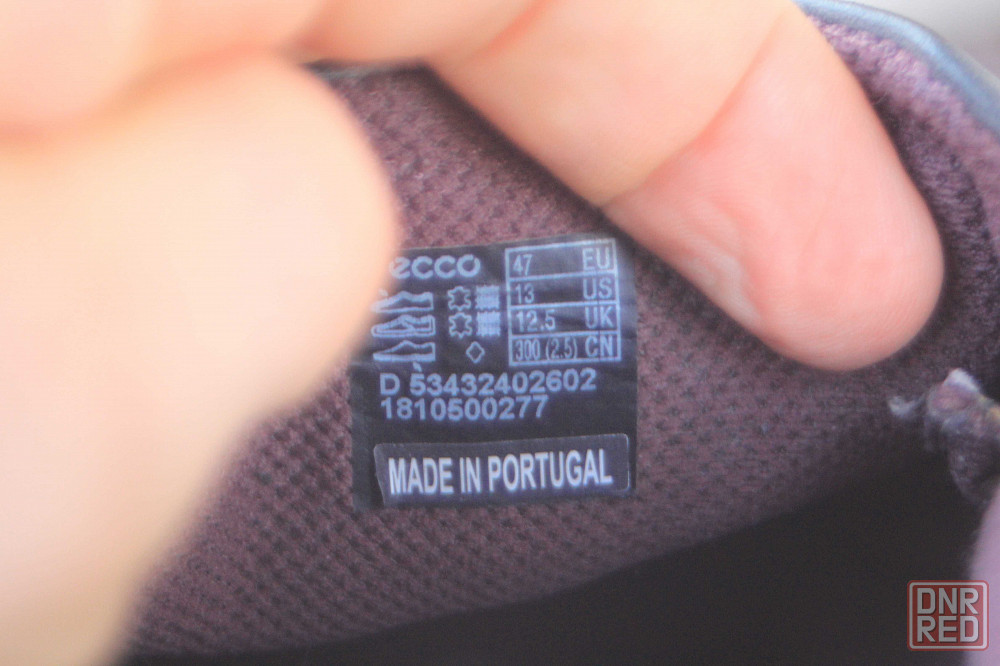 ecco
47 EU
13 US
12.5 UK
300 (2.5) CN
D 53432402602
1810500277
MADE IN PORTUGAL
DNR
RED